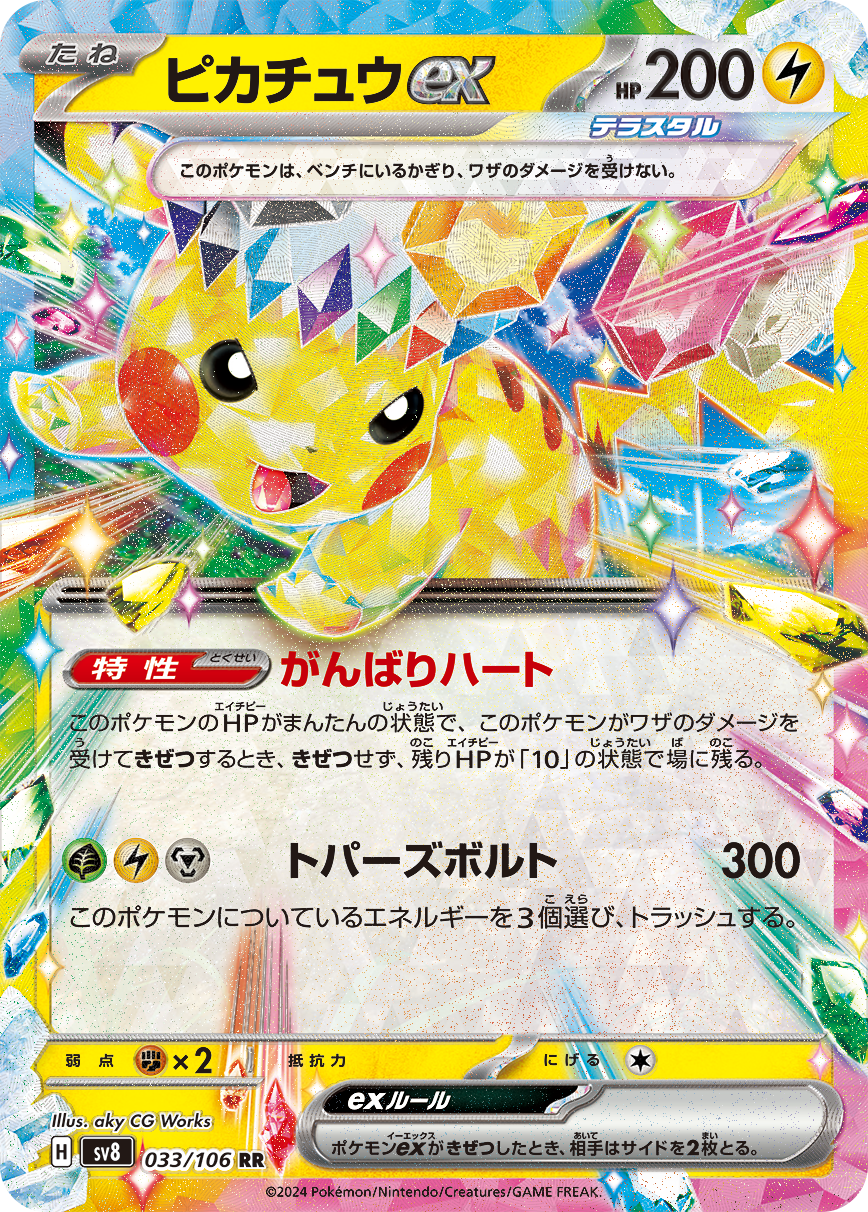 たね
ピカチュウex
HP200
テラスタル
このポケモンは、ベンチにいるかぎり、ワザのダメージを受けない。
特性 とくせい がんばりハート
このポケモンのHPがまんたんの状態で、このポケモンがワザのダメージを
受けてきぜつするとき、きぜつせず、残りHPが「10」の状態で場に残る。
トパーズボルト 300
このポケモンについているエネルギーを3個選び、トラッシュする。
弱点 ×2 抵抗力 にげる
exルール
ポケモンexがきぜつしたとき、相手はサイドを2枚とる。
Illus. aky CG Works
H sv8 033/106 RR
©2024 Pokémon/Nintendo/Creatures/GAME FREAK.